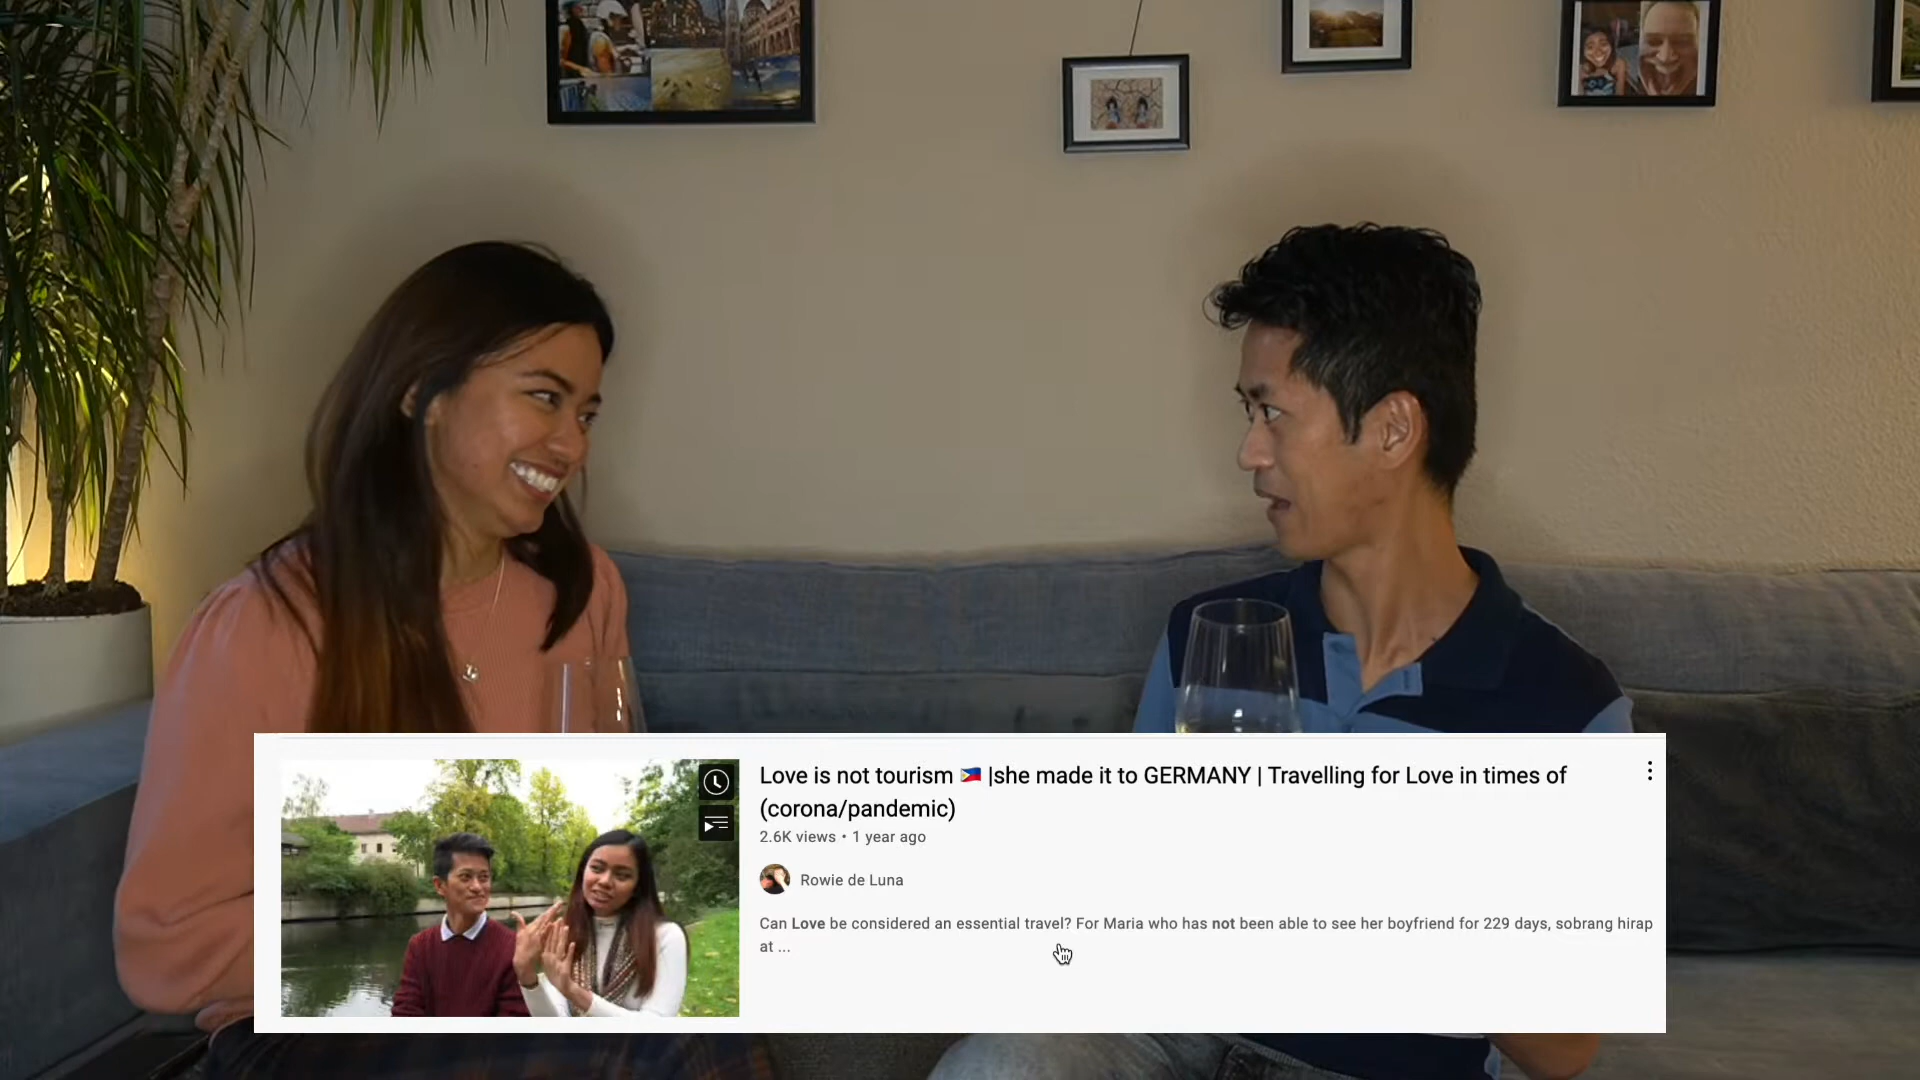 Love is not tourism 🇵🇭 |she made it to GERMANY | Travelling for Love in times of
(corona/pandemic)
2.6K views • 1 year ago
Rowie de Luna
Can Love be considered an essential travel? For Maria who has not been able to see her boyfriend for 229 days, sobrang hirap
at ...